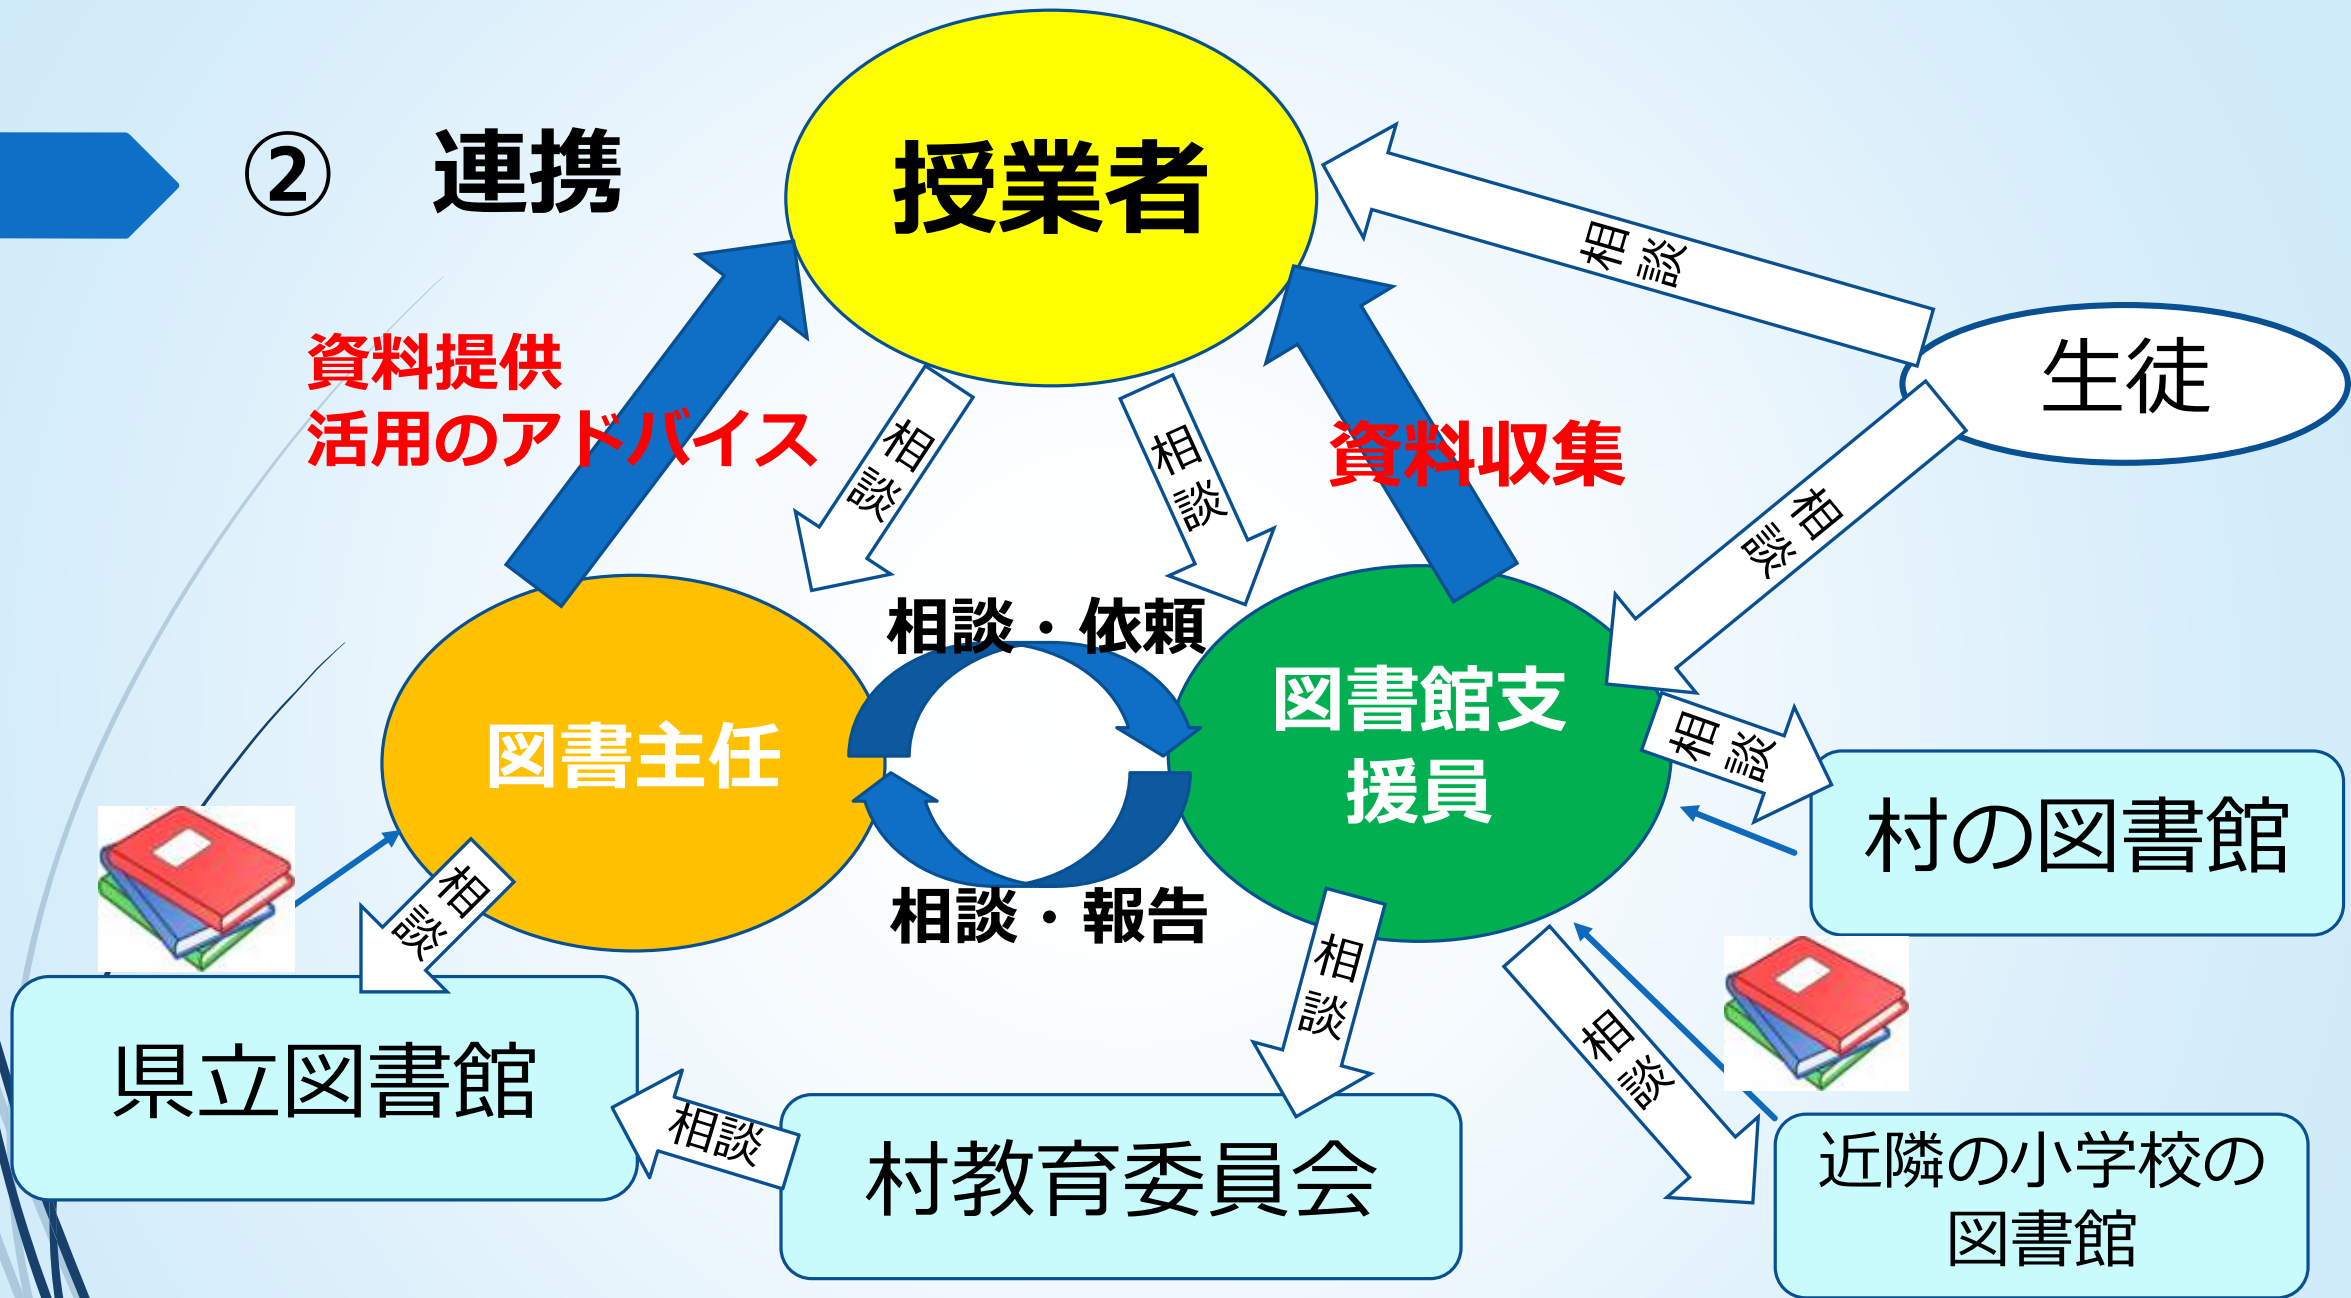 ② 連携
授業者
相談
生徒
資料提供
活用のアドバイス
相談
相談
資料収集
相談
相談・依頼
図書主任
図書館支
援員
相談
村の図書館
相談・報告
相談
相談
相談
県立図書館
相談
村教育委員会
近隣の小学校の
図書館